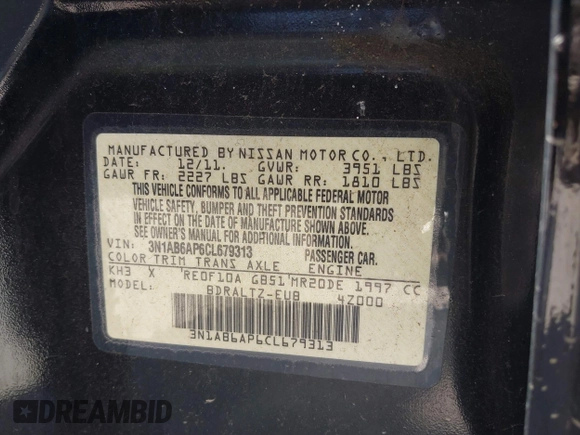 MANUFACTURED BY NISSAN MOTOR CO., LTD.
DATE: 12/11, GVWR: 3951 LBS
GAWR FR: 2227 LBS GAWR RR: 1810 LBS
THIS VEHICLE CONFORMS TO ALL APPLICABLE FEDERAL MOTOR
VEHICLE SAFETY, BUMPER AND THEFT PREVENTION STANDARDS
IN EFFECT ON THE DATE OF MANUFACTURE SHOWN ABOVE.
SEE OWNER'S MANUAL FOR ADDITIONAL INFORMATION.
VIN: 3N1AB6AP6CL679313 PASSENGER CAR.
COLOR TRIM TRANS AXLE ENGINE
KH3 X RE0F10A GB51 MR20DE 1997 CC
BDRALTZ-EUB 4Z000
3N1AB6AP6CL679313
DREAMBID